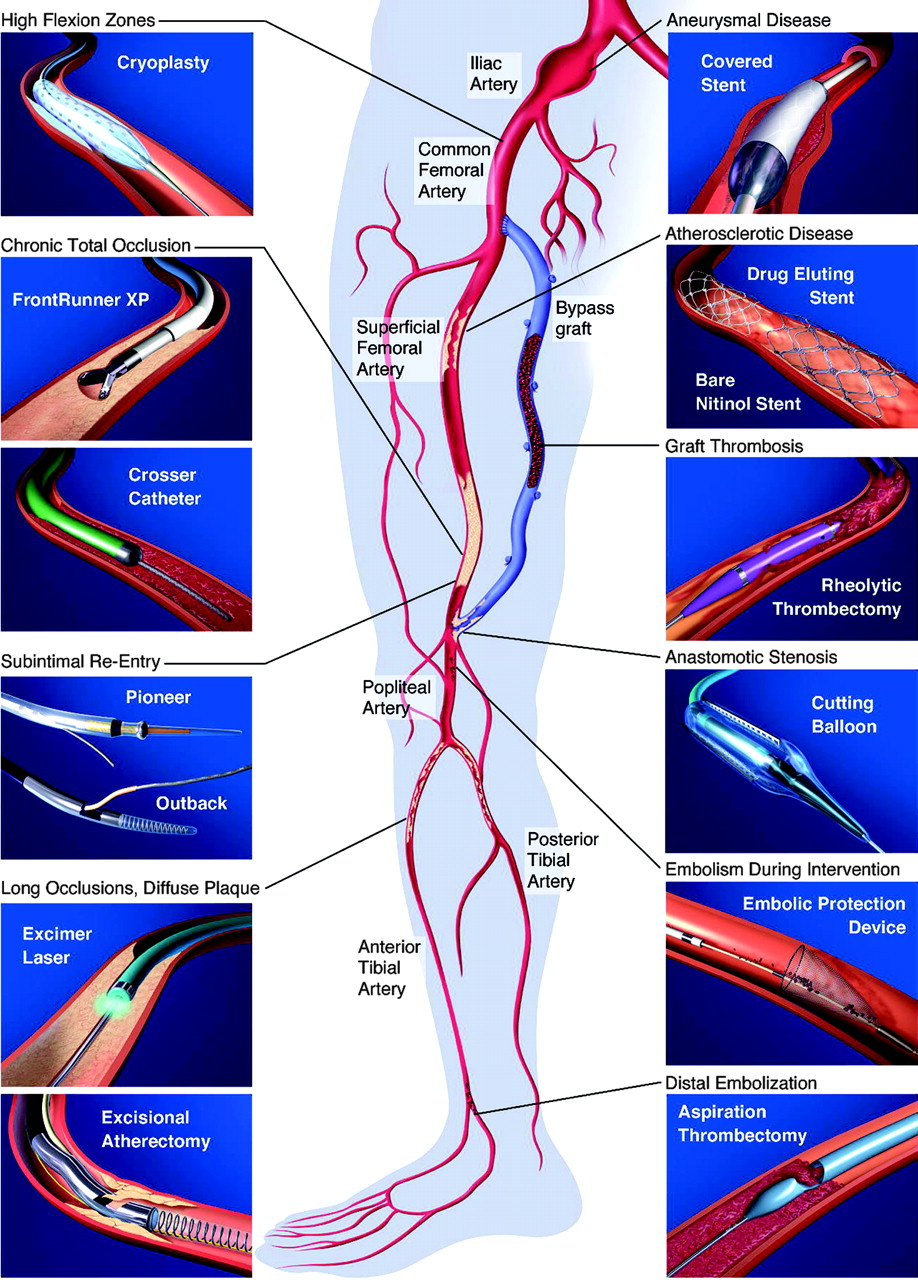 High Flexion Zones
Cryoplasty
Chronic Total Occlusion
FrontRunner XP
Crosser
Catheter
Subintimal Re-Entry
Pioneer
Outback
Long Occlusions, Diffuse Plaque
Excimer
Laser
Excisional
Atherectomy
Iliac
Artery
Common
Femoral
Artery
Superficial
Femoral
Artery
Bypass
graft
Popliteal
Artery
Posterior
Tibial
Artery
Anterior
Tibial
Artery
Aneurysmal Disease
Covered
Stent
Atherosclerotic Disease
Drug Eluting
Stent
Bare
Nitinol Stent
Graft Thrombosis
Rheolytic
Thrombectomy
Anastomotic Stenosis
Cutting
Balloon
Embolism During Intervention
Embolic Protection
Device
Distal Embolization
Aspiration
Thrombectomy